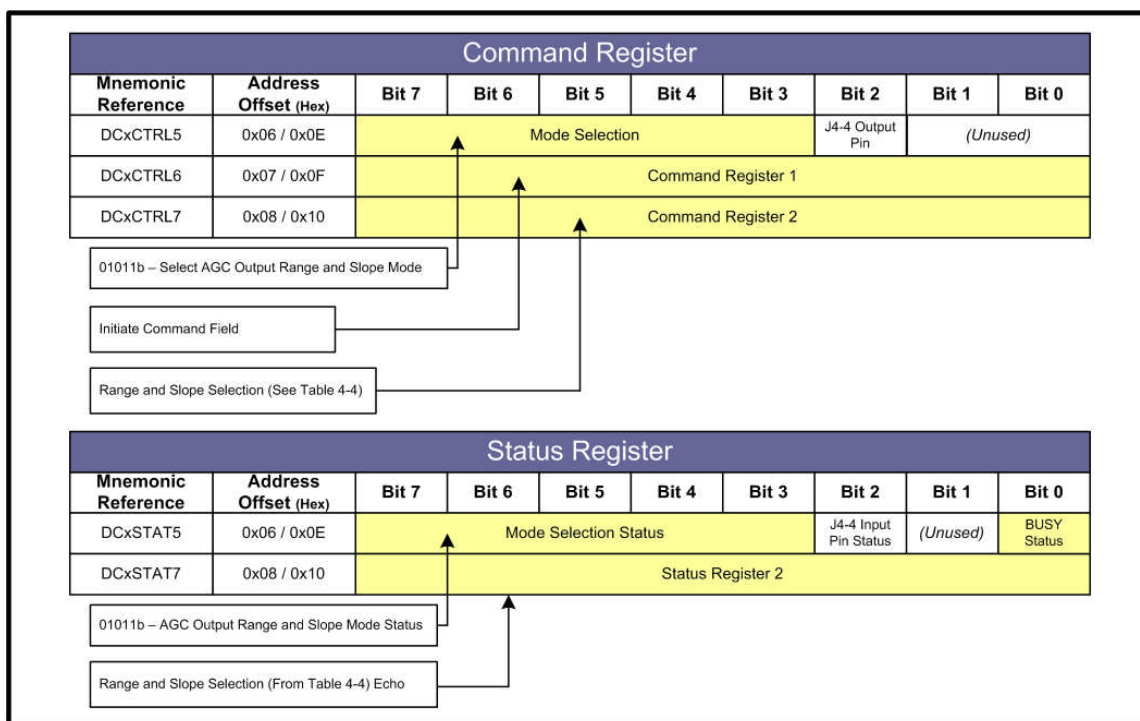 Command Register
Mnemonic Reference Address Offset (Hex) Bit 7 Bit 6 Bit 5 Bit 4 Bit 3 Bit 2 Bit 1 Bit 0
DCxCTRL5 0x06 / 0x0E Mode Selection J4-4 Output Pin (Unused)
DCxCTRL6 0x07 / 0x0F Command Register 1
DCxCTRL7 0x08 / 0x10 Command Register 2
01011b – Select AGC Output Range and Slope Mode
Initiate Command Field
Range and Slope Selection (See Table 4-4)
Status Register
Mnemonic Reference Address Offset (Hex) Bit 7 Bit 6 Bit 5 Bit 4 Bit 3 Bit 2 Bit 1 Bit 0
DCxSTAT5 0x06 / 0x0E Mode Selection Status J4-4 Input Pin Status (Unused) BUSY Status
DCxSTAT7 0x08 / 0x10 Status Register 2
01011b – AGC Output Range and Slope Mode Status
Range and Slope Selection (From Table 4-4) Echo